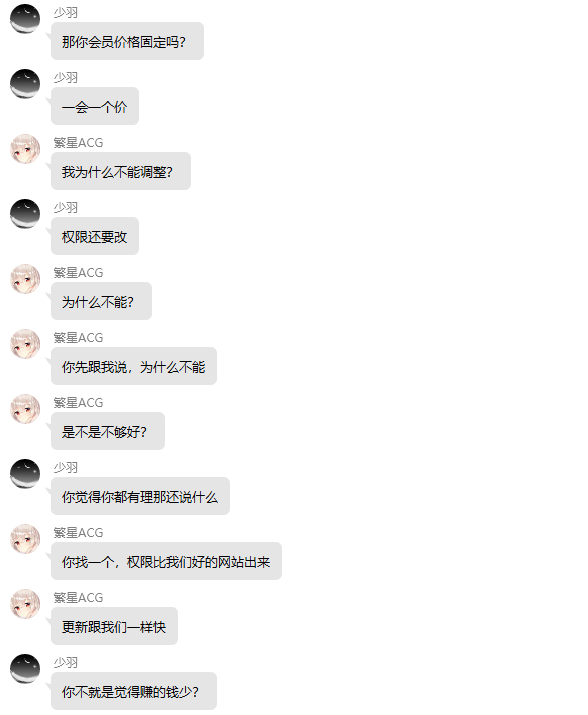 少羽
那你会员价格固定吗？
少羽
一会一个价
繁星ACG
我为什么不能调整？
少羽
权限还要改
繁星ACG
为什么不能？
繁星ACG
你先跟我说，为什么不能
繁星ACG
是不是不够好？
少羽
你觉得你都有理那还说什么
繁星ACG
你找一个，权限比我们好的网站出来
繁星ACG
更新跟我们一样快
少羽
你不就是觉得赚的钱少？